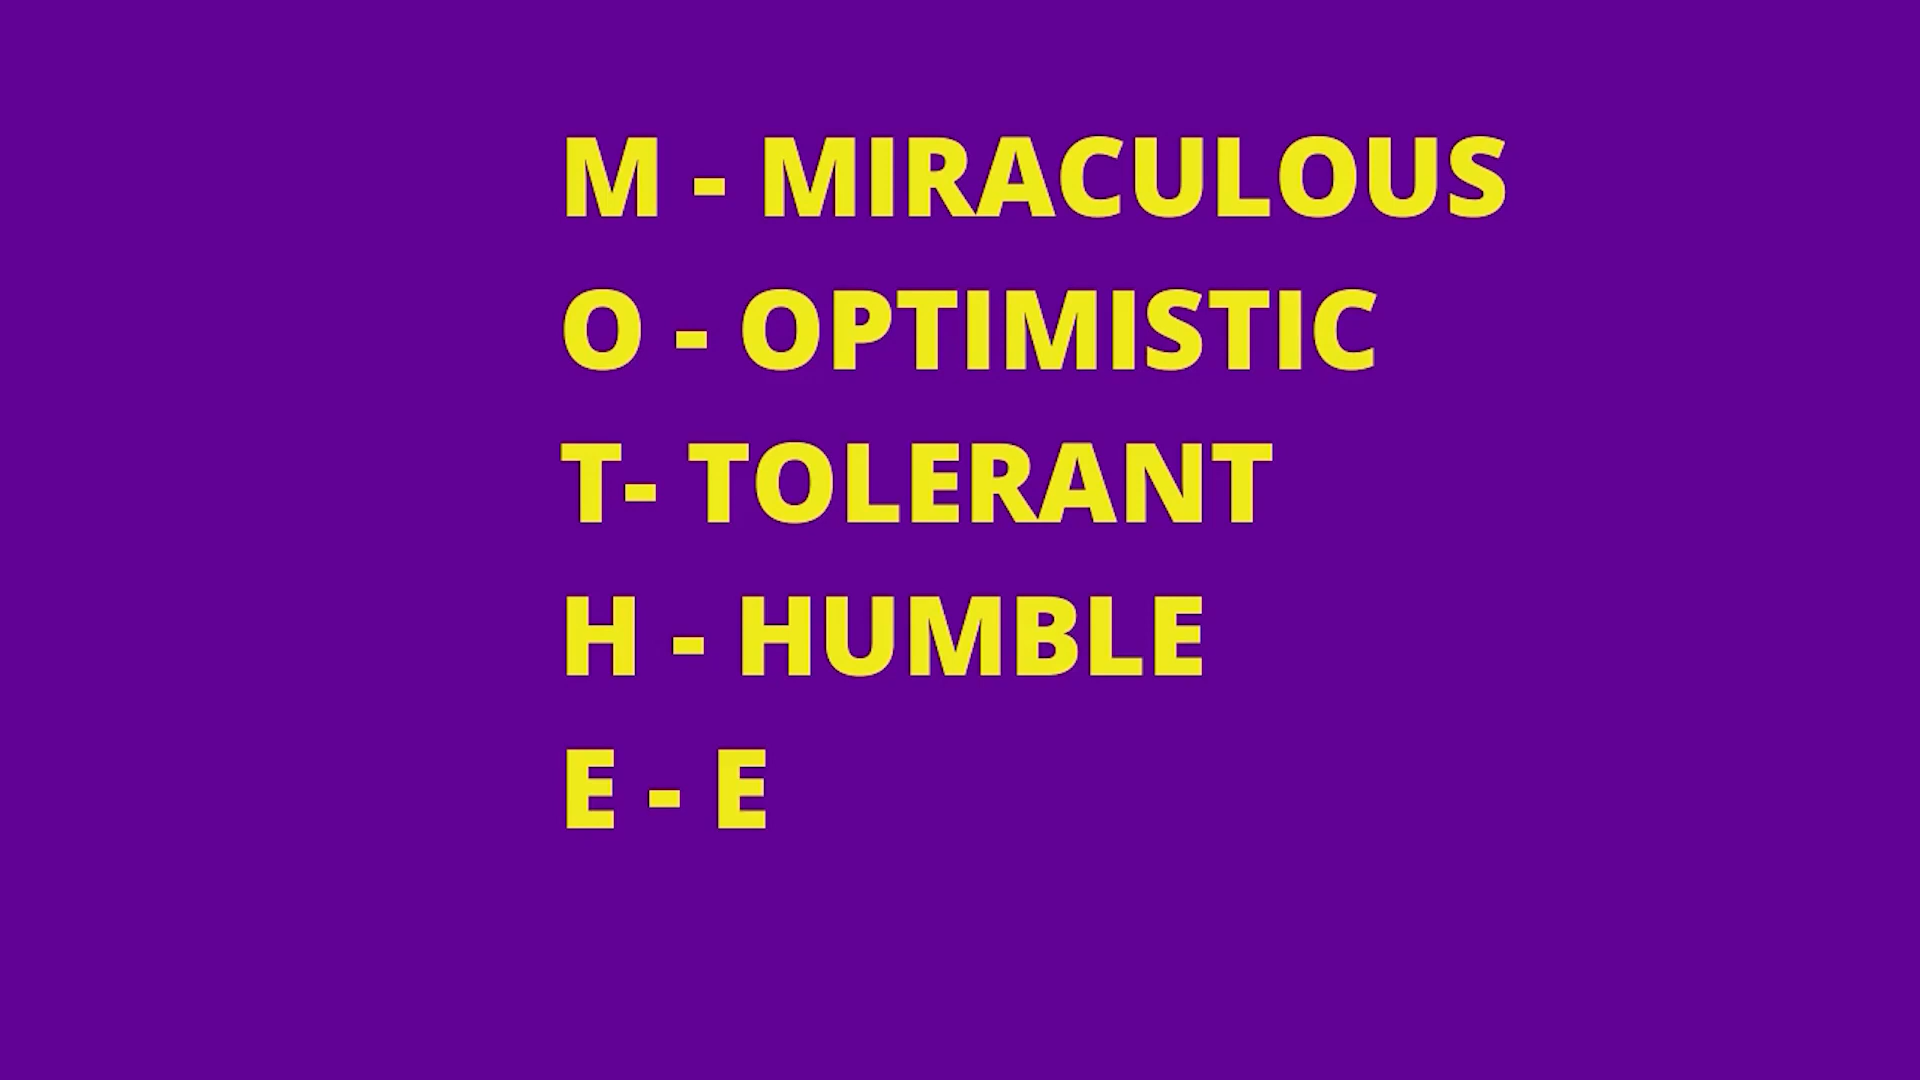 M - MIRACULOUS
O - OPTIMISTIC
T- TOLERANT
H - HUMBLE
E - E